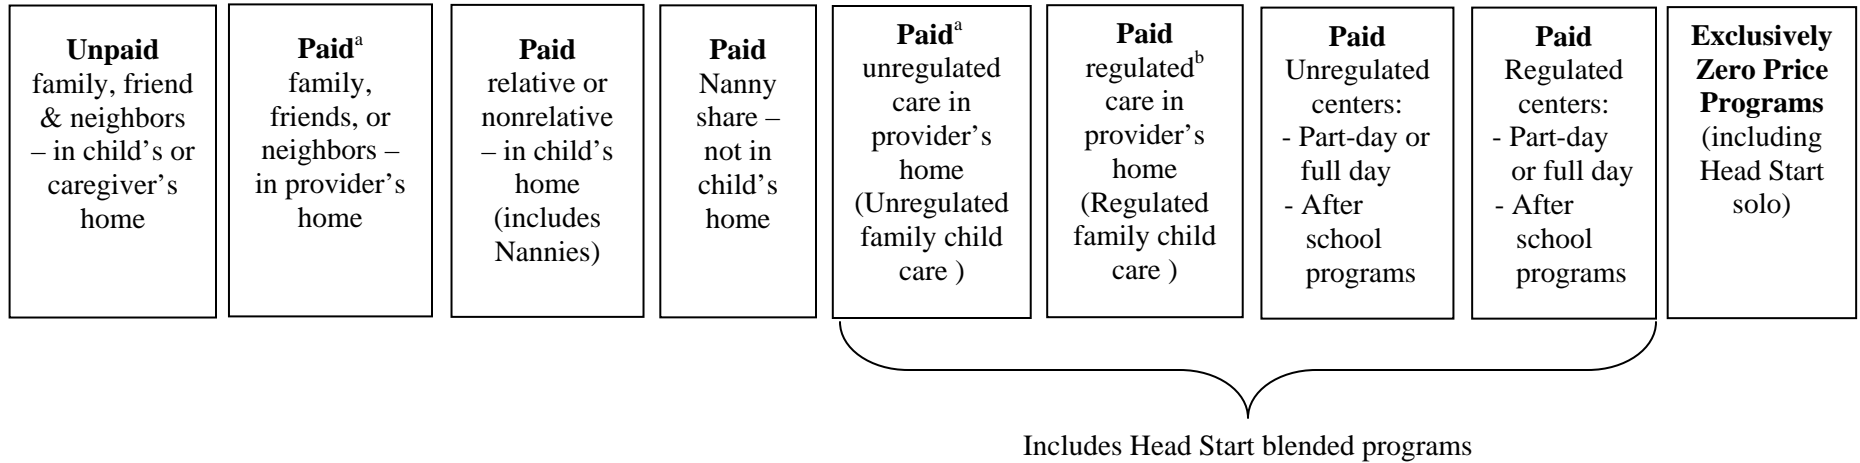 Unpaid
family, friend
& neighbors
– in child’s or
caregiver’s
home
Paidᵃ
family,
friends, or
neighbors –
in provider’s
home
Paid
relative or
nonrelative
– in child’s
home
(includes
Nannies)
Paid
Nanny
share –
not in
child’s
home
Paidᵃ
unregulated
care in
provider’s
home
(Unregulated
family child
care )
Paid
regulatedᵇ
care in
provider’s
home
(Regulated
family child
care )
Paid
Unregulated
centers:
- Part-day or
full day
- After
school
programs
Paid
Regulated
centers:
- Part-day
or full day
- After
school
programs
Exclusively
Zero Price
Programs
(including
Head Start
solo)
Includes Head Start blended programs